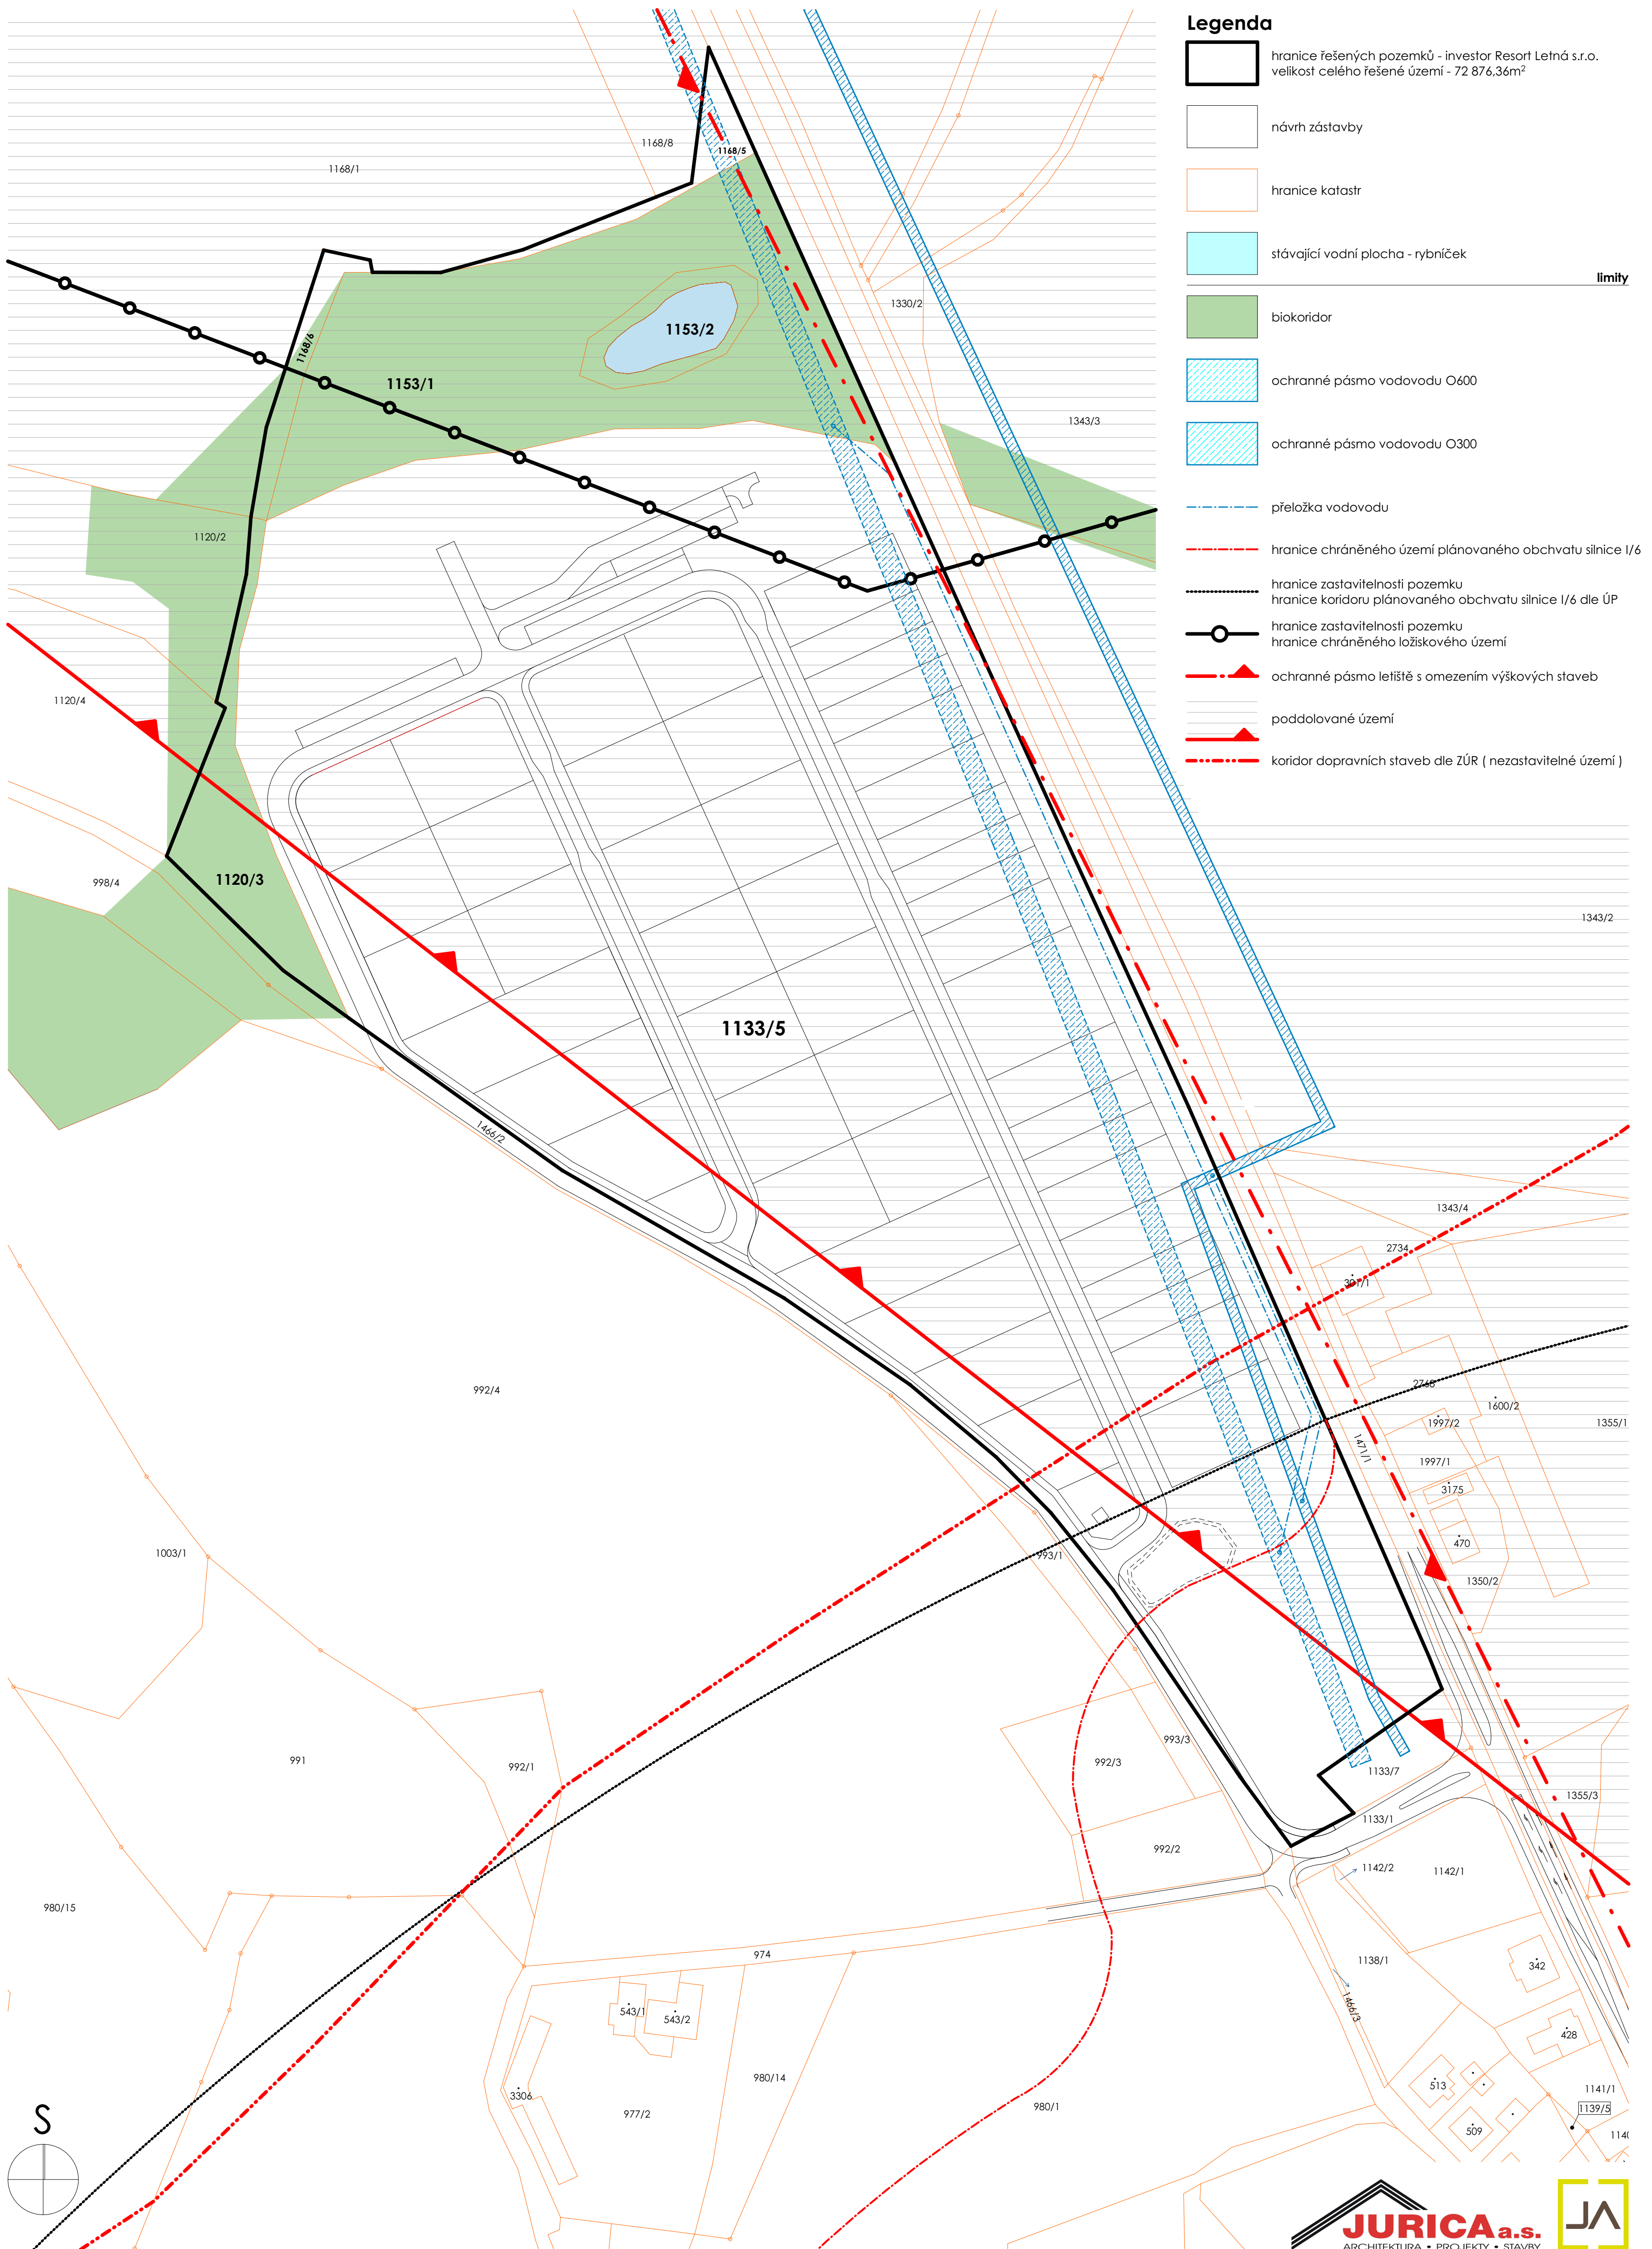 Legenda
hranice řešených pozemků - investor Resort Letná s.r.o.
velikost celého řešené území - 72 876,36m²
návrh zástavby
hranice katastr
stávající vodní plocha - rybníček
limity
biokoridor
ochranné pásmo vodovodu O600
ochranné pásmo vodovodu O300
přeložka vodovodu
hranice chráněného území plánovaného obchvatu silnice I/6
hranice zastavitelnosti pozemku
hranice koridoru plánovaného obchvatu silnice I/6 dle ÚP
hranice zastavitelnosti pozemku
hranice chráněného ložiskového území
ochranné pásmo letiště s omezením výškových staveb
poddolované území
koridor dopravních staveb dle ZÚR ( nezastavitelné území )
1168/8
1168/5
1168/1
1330/2
1153/2
1168/6
1153/1
1343/3
1120/2
1120/4
998/4
1120/3
1343/2
1133/5
1466/2
1343/4
2734
301/1
992/4
2768
1600/2
1997/2
1355/1
1471/1
1997/1
3175
470
1003/1
993/1
1350/2
993/3
991
992/1
992/3
1133/7
1355/3
1133/1
992/2
1142/2
1142/1
980/15
974
1138/1
342
1466/3
543/1
543/2
428
980/14
513
3306
1141/1
980/1
1139/5
977/2
509
1140
S
JURICA a.s.
ARCHITEKTURA • PROJEKTY • STAVBY
JA